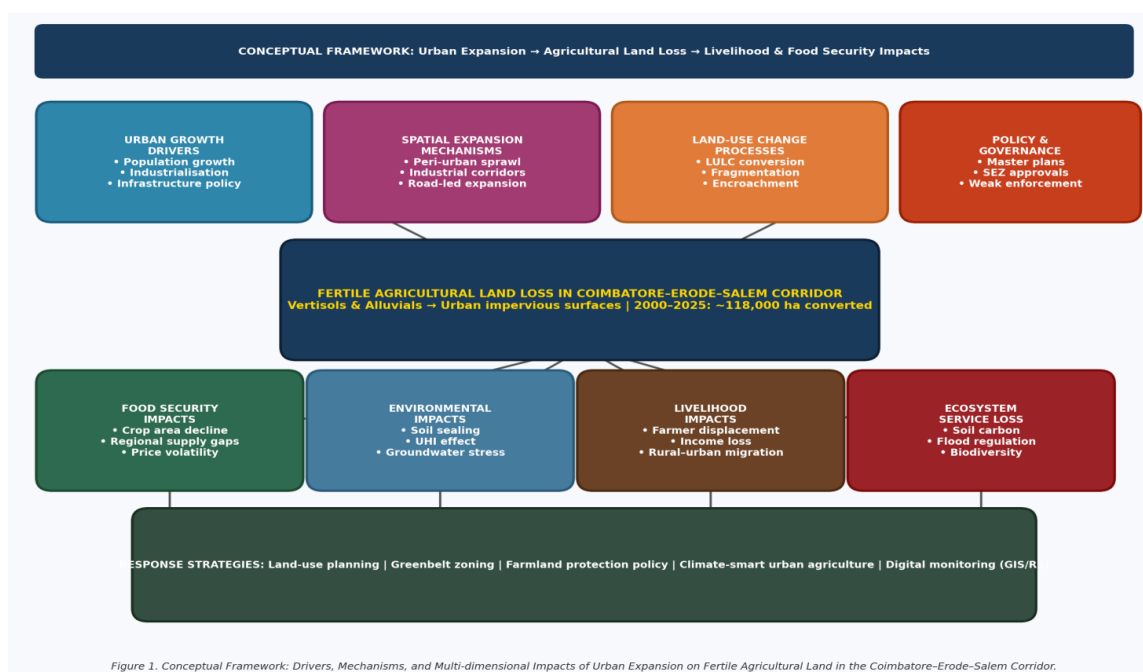 CONCEPTUAL FRAMEWORK: Urban Expansion → Agricultural Land Loss → Livelihood & Food Security Impacts
URBAN GROWTH
DRIVERS
• Population growth
• Industrialisation
• Infrastructure policy
SPATIAL EXPANSION
MECHANISMS
• Peri-urban sprawl
• Industrial corridors
• Road-led expansion
LAND-USE CHANGE
PROCESSES
• LULC conversion
• Fragmentation
• Encroachment
POLICY &
GOVERNANCE
• Master plans
• SEZ approvals
• Weak enforcement
FERTILE AGRICULTURAL LAND LOSS IN COIMBATORE–ERODE–SALEM CORRIDOR
Vertisols & Alluvials → Urban impervious surfaces | 2000–2025: ~118,000 ha converted
FOOD SECURITY
IMPACTS
• Crop area decline
• Regional supply gaps
• Price volatility
ENVIRONMENTAL
IMPACTS
• Soil sealing
• UHI effect
• Groundwater stress
LIVELIHOOD
IMPACTS
• Farmer displacement
• Income loss
• Rural–urban migration
ECOSYSTEM
SERVICE LOSS
• Soil carbon
• Flood regulation
• Biodiversity
ESPONSE STRATEGIES: Land-use planning | Greenbelt zoning | Farmland protection policy | Climate-smart urban agriculture | Digital monitoring (GIS/R
Figure 1. Conceptual Framework: Drivers, Mechanisms, and Multi-dimensional Impacts of Urban Expansion on Fertile Agricultural Land in the Coimbatore–Erode–Salem Corridor.